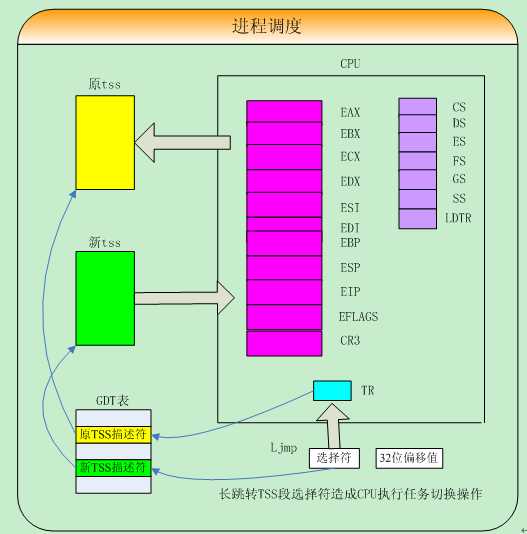 进程调度
CPU
原tss
新tss
EAX
EBX
ECX
EDX
ESI
EDI
EBP
ESP
EIP
EFLAGS
CR3
CS
DS
ES
FS
GS
SS
LDTR
TR
GDT表
原TSS描述符
新TSS描述符
Ljmp
选择符
32位偏移值
长跳转TSS段选择符造成CPU执行任务切换操作